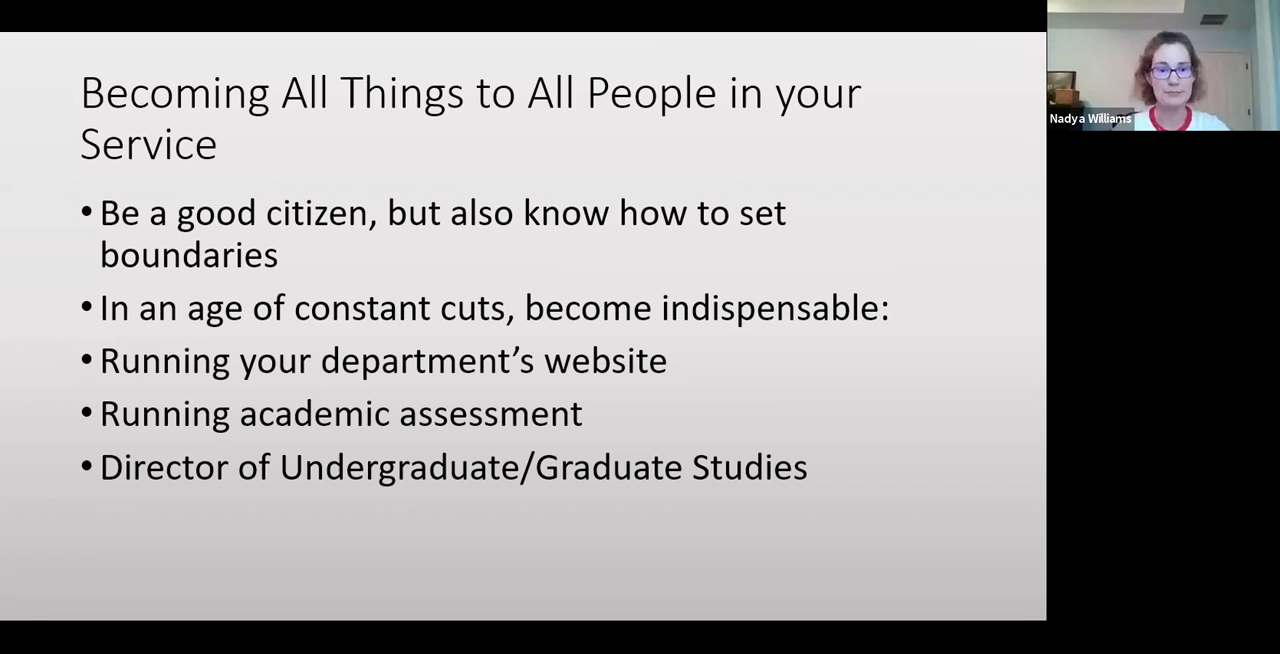 Becoming All Things to All People in your
Service
• Be a good citizen, but also know how to set
boundaries
• In an age of constant cuts, become indispensable:
• Running your department’s website
• Running academic assessment
• Director of Undergraduate/Graduate Studies
Nadya Williams